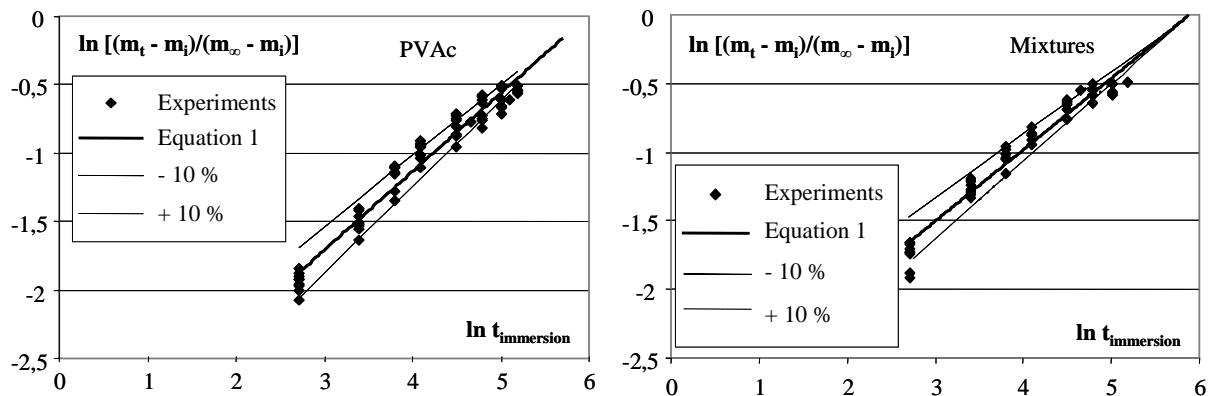 ln [(mt - mi)/(m∞ - mi)]
PVAc
Experiments
Equation 1
- 10 %
+ 10 %
ln timmersion
0
-0,5
-1
-1,5
-2
-2,5
0 1 2 3 4 5 6
ln [(mt - mi)/(m∞ - mi)]
Mixtures
Experiments
Equation 1
- 10 %
+ 10 %
ln timmersion
0
-0,5
-1
-1,5
-2
-2,5
0 1 2 3 4 5 6